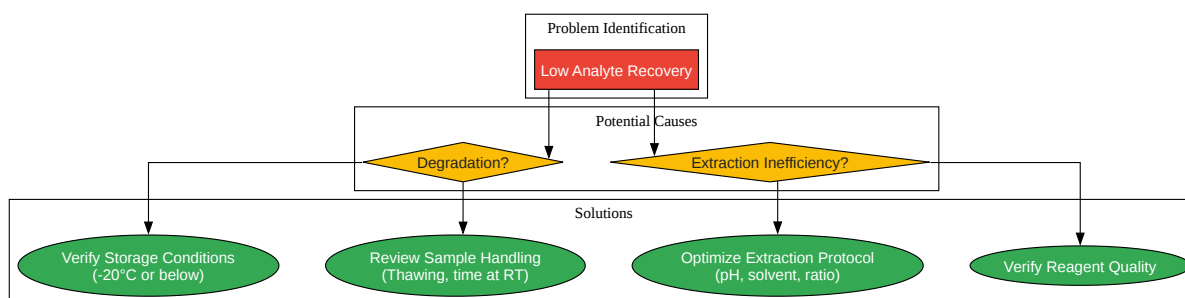 Problem Identification
Low Analyte Recovery
Potential Causes
Degradation?
Extraction Inefficiency?
Solutions
Verify Storage Conditions
(-20°C or below)
Review Sample Handling
(Thawing, time at RT)
Optimize Extraction Protocol
(pH, solvent, ratio)
Verify Reagent Quality